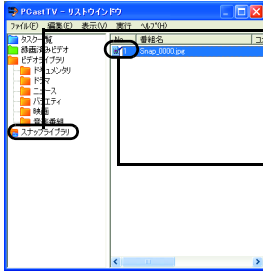 PCastTV - リストウィンドウ
ファイル(F) 編集(E) 表示(V) 実行 ヘルプ(H)
No. 番組名 コメ
タスク一覧
録画済みビデオ
ビデオライブラリ
ドキュメンタリ
ドラマ
ニュース
バラエティ
映画
音楽番組
スナップライブラリ
1 Snap_0000.jpg